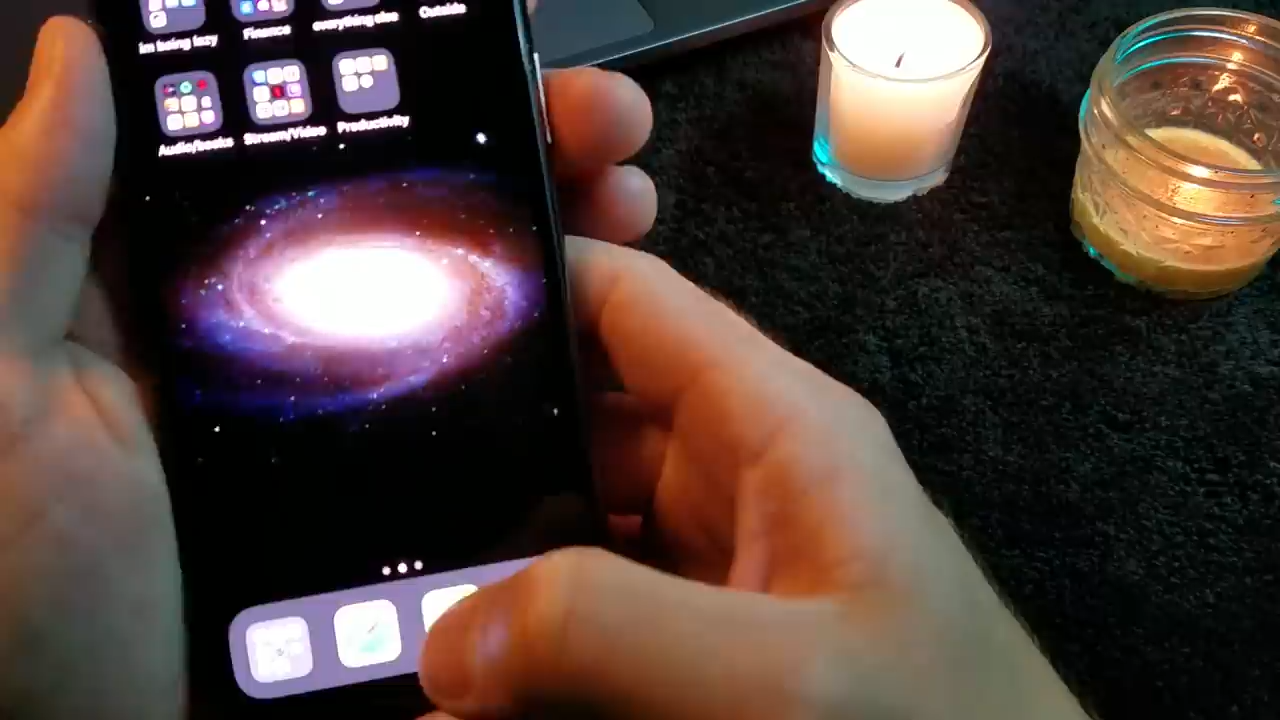 im being lazy
Finance
everything else
Outside
Audio/books
Stream/Video
Productivity